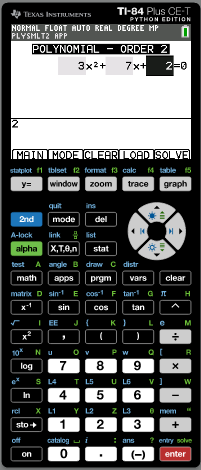 TEXAS INSTRUMENTS TI-84 Plus CE-T
PYTHON EDITION
NORMAL FLOAT AUTO REAL DEGREE MP
PLYSMLT2 APP
POLYNOMIAL - ORDER 2
3x²+ 7x+ 2=0
2
MAIN MODE CLEAR LOAD SOLVE
statplot f1 tblset f2 format f3 calc f4 table f5
y= window zoom trace graph
quit ins
2nd mode del
A-lock link list
alpha X,T,θ,n stat
test A angle B draw C distr
math apps prgm vars clear
matrix D sin⁻¹ E cos⁻¹ F tan⁻¹ G π H
x⁻¹ sin cos tan ^
√ I EE J { K } L e M
x² , ( ) ÷
10ˣ N u O v P w Q [ R
log 7 8 9 ×
eˣ S L4 T L5 U L6 V ] W
ln 4 5 6 −
rcl X L1 Y L2 Z L3 θ mem "
sto→ 1 2 3 +
off catalog i : ans ? entry solve
on 0 . (−) enter